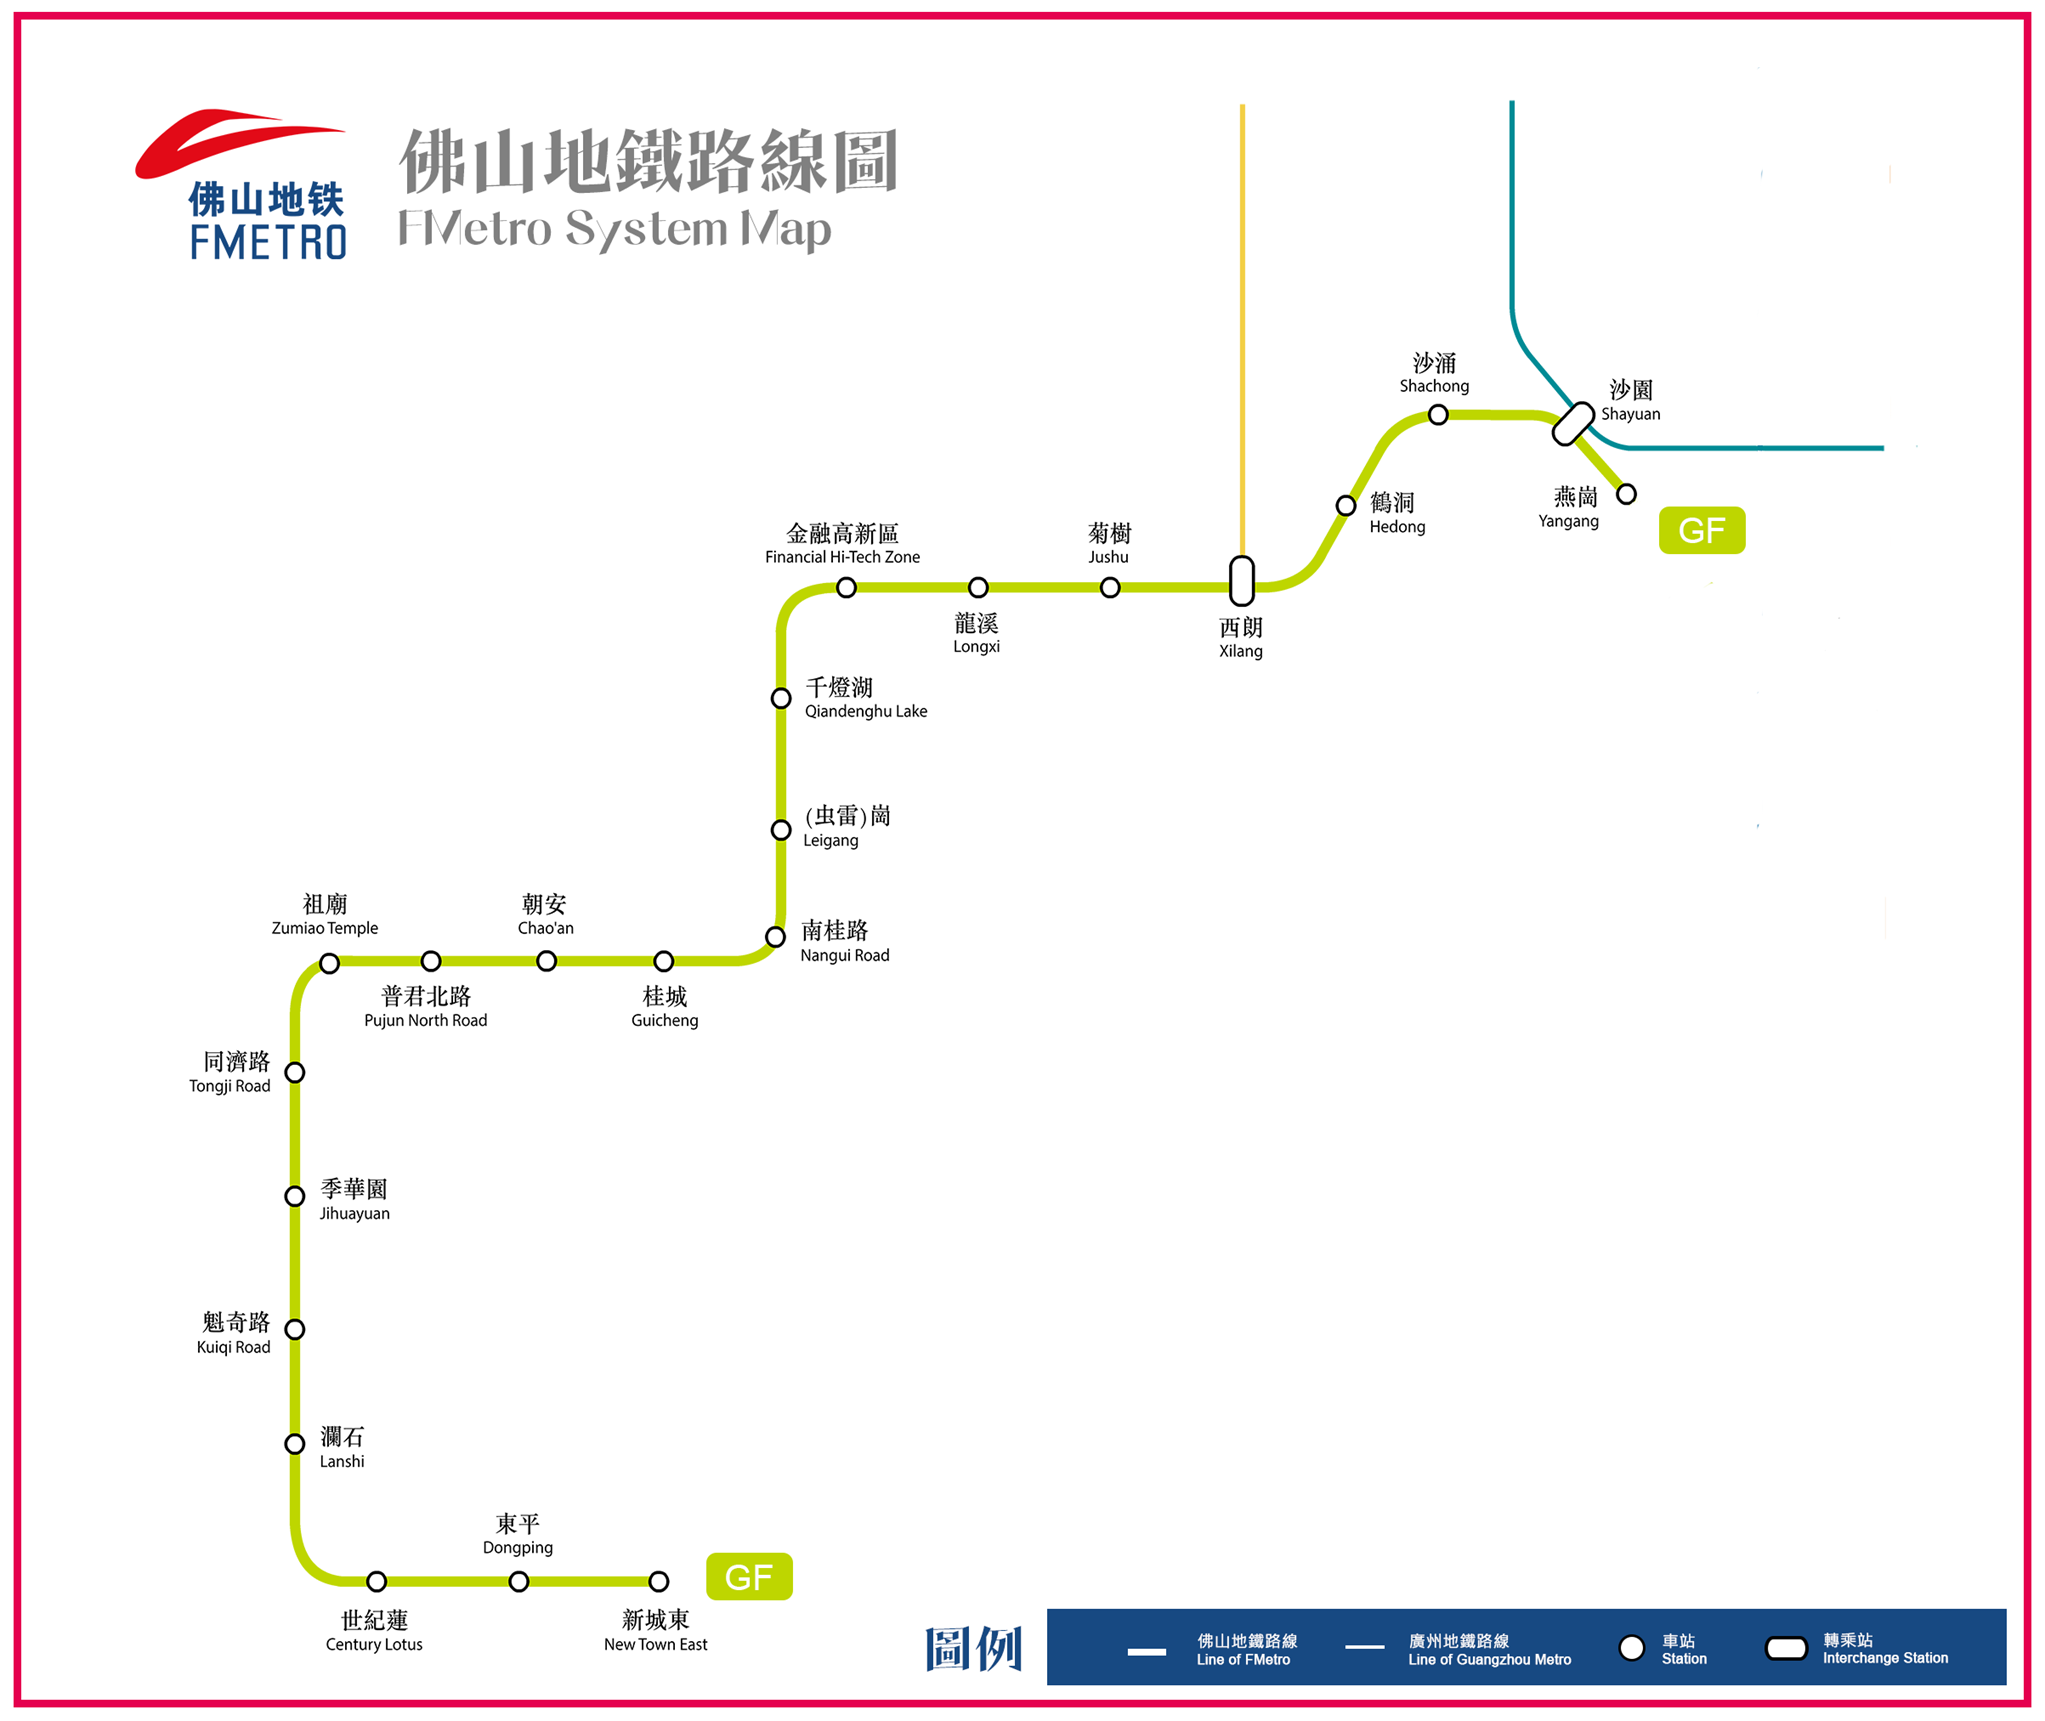 佛山地铁
FMETRO
佛山地鐵路線圖
FMetro System Map
沙涌
Shachong
沙園
Shayuan
燕崗
Yangang
GF
鶴洞
Hedong
金融高新區
Financial Hi-Tech Zone
菊樹
Jushu
龍溪
Longxi
西朗
Xilang
千燈湖
Qiandenghu Lake
(虫雷)崗
Leigang
南桂路
Nangui Road
祖廟
Zumiao Temple
朝安
Chao'an
普君北路
Pujun North Road
桂城
Guicheng
同濟路
Tongji Road
季華園
Jihuayuan
魁奇路
Kuiqi Road
瀾石
Lanshi
東平
Dongping
GF
世紀蓮
Century Lotus
新城東
New Town East
圖例
佛山地鐵路線
Line of FMetro
廣州地鐵路線
Line of Guangzhou Metro
車站
Station
轉乘站
Interchange Station